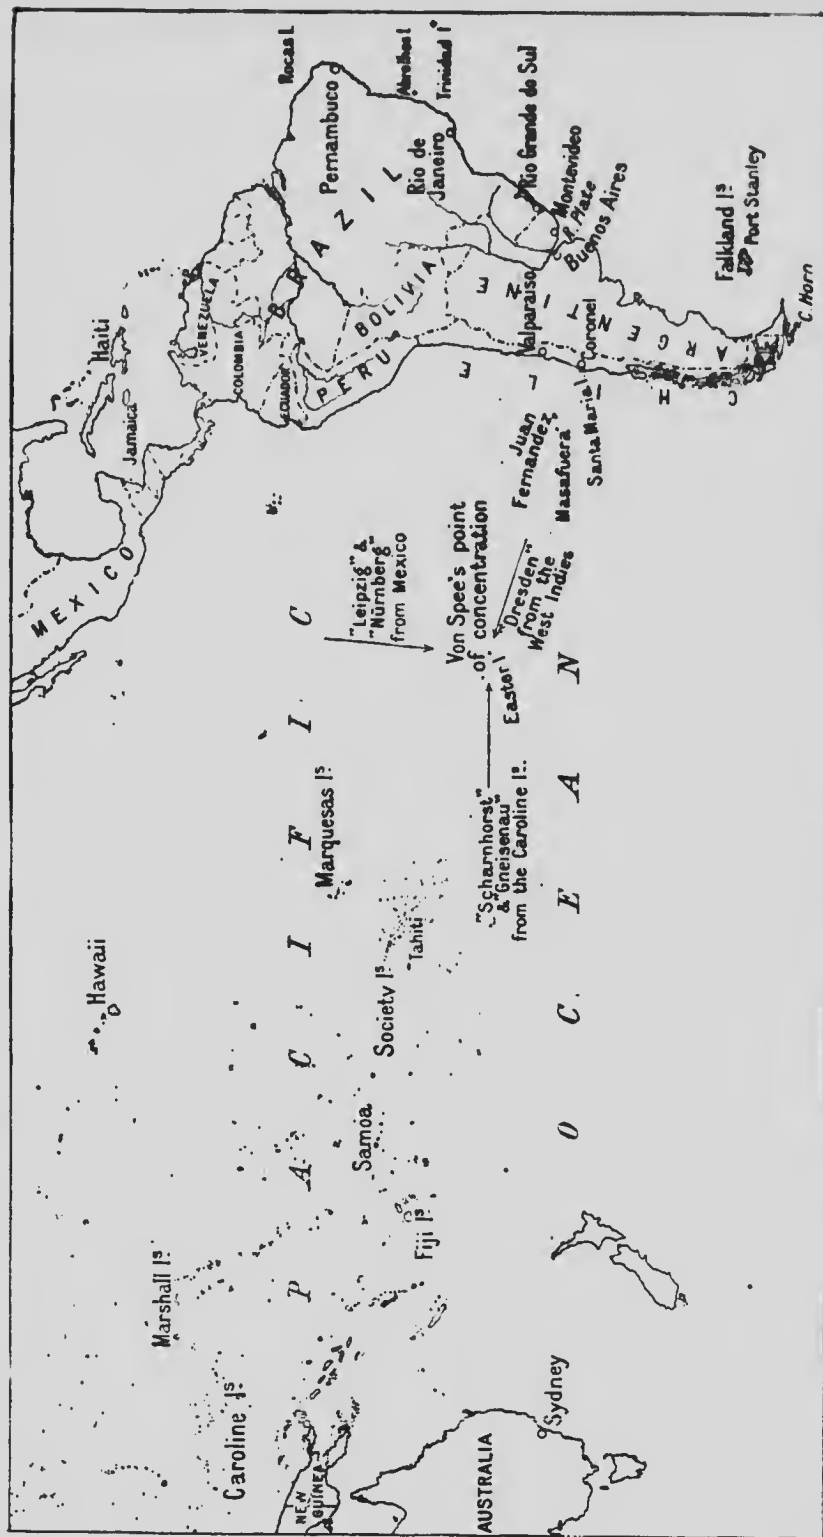 MEXICO
Haiti
Jamaica
VENEZUELA
COLOMBIA
ECUADOR
PERU
BRAZIL
BOLIVIA
Rocas I.
Pernambuco
Abrolhos I
Trinidad I°
Rio de
Janeiro
Rio Grande do Sul
Montevideo
R. Plate
Buenos Aires
ARGENTINE
CHILE
Valparaiso
Coronel
Santa Maria I
Juan
Fernandez
Masafuera
Falkland Is.
Port Stanley
C. Horn
Hawaii
Marshall Is.
Caroline Is.
PACIFIC
OCEAN
Marquesas Is.
Society Is.
Tahiti
Samoa
Fiji Is.
NEW
GUINEA
AUSTRALIA
Sydney
"Leipzig" &
"Nürnberg"
from Mexico
Von Spee's point
of concentration
Easter I
"Dresden"
from the
West Indies
"Scharnhorst"
& "Gneisenau"
from the Caroline Is.